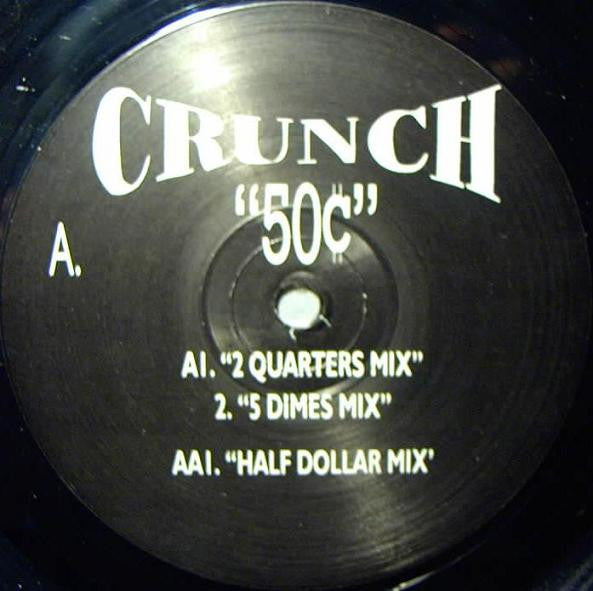 CRUNCH
"50¢"
A.
A1. "2 QUARTERS MIX"
2. "5 DIMES MIX"
AA1. "HALF DOLLAR MIX'